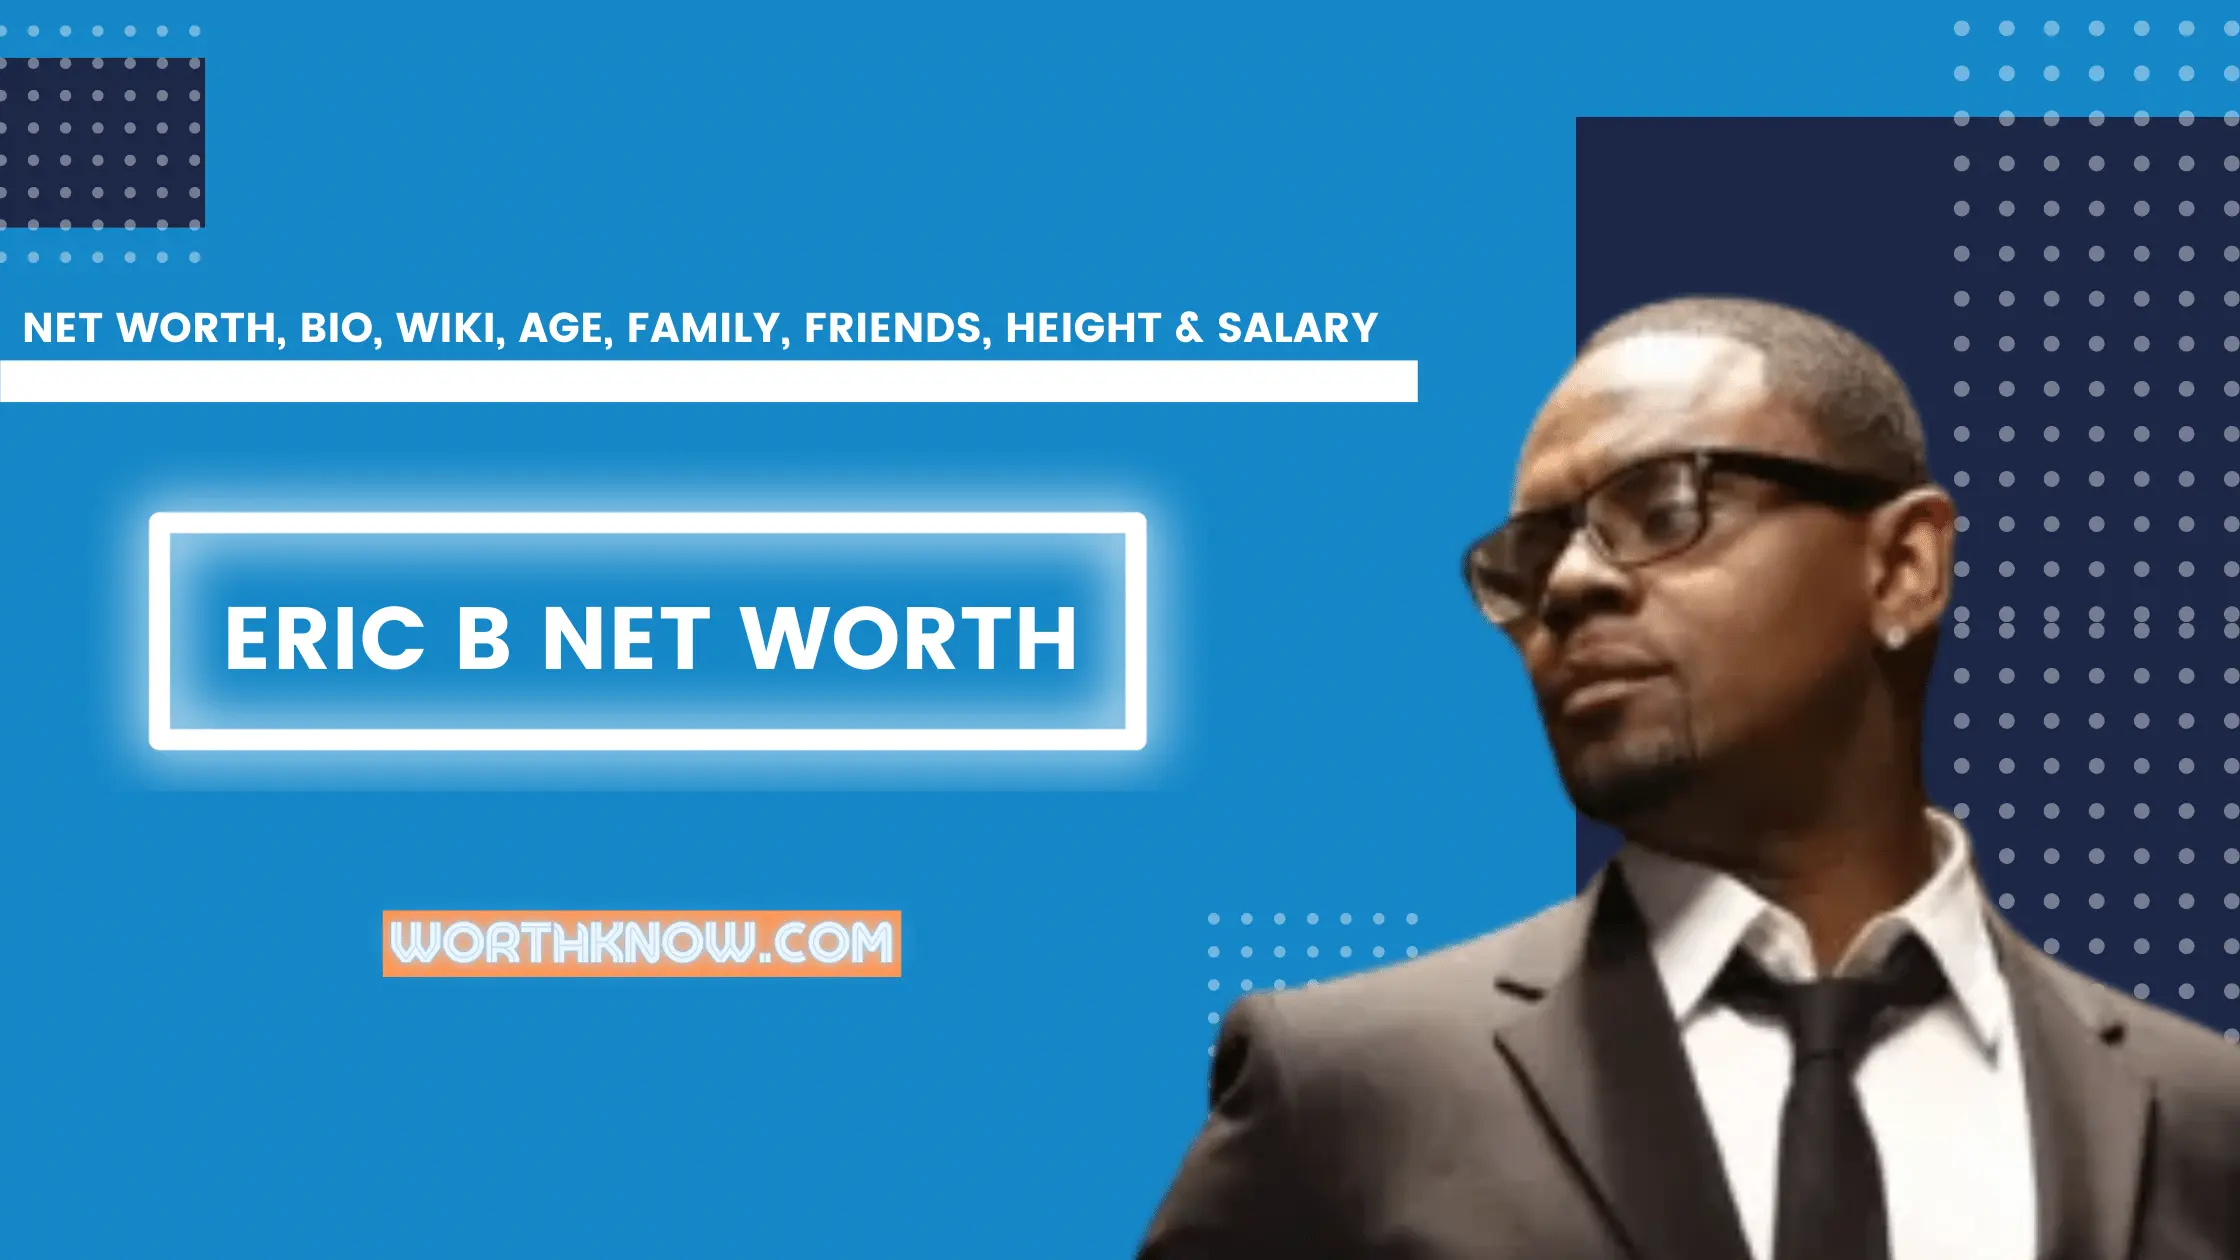 NET WORTH, BIO, WIKI, AGE, FAMILY, FRIENDS, HEIGHT & SALARY
ERIC B NET WORTH
WORTHKNOW.COM